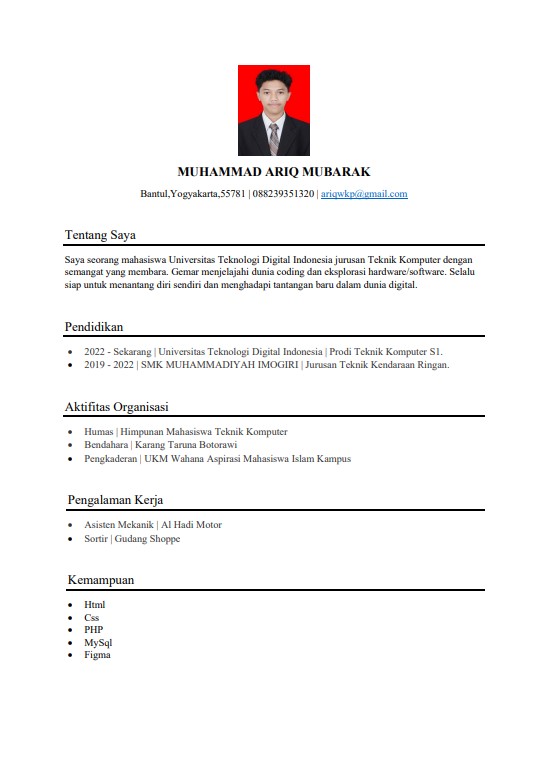 MUHAMMAD ARIQ MUBARAK
Bantul,Yogyakarta,55781 | 088239351320 | ariqwkp@gmail.com
Tentang Saya
Saya seorang mahasiswa Universitas Teknologi Digital Indonesia jurusan Teknik Komputer dengan
semangat yang membara. Gemar menjelajahi dunia coding dan eksplorasi hardware/software. Selalu
siap untuk menantang diri sendiri dan menghadapi tantangan baru dalam dunia digital.
Pendidikan
• 2022 - Sekarang | Universitas Teknologi Digital Indonesia | Prodi Teknik Komputer S1.
• 2019 - 2022 | SMK MUHAMMADIYAH IMOGIRI | Jurusan Teknik Kendaraan Ringan.
Aktifitas Organisasi
• Humas | Himpunan Mahasiswa Teknik Komputer
• Bendahara | Karang Taruna Botorawi
• Pengkaderan | UKM Wahana Aspirasi Mahasiswa Islam Kampus
Pengalaman Kerja
• Asisten Mekanik | Al Hadi Motor
• Sortir | Gudang Shoppe
Kemampuan
• Html
• Css
• PHP
• MySql
• Figma